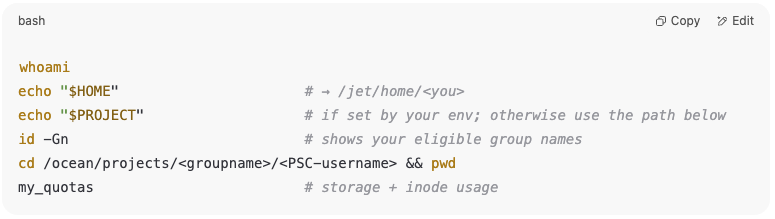 bash
Copy
Edit
whoami
echo "$HOME" # → /jet/home/<you>
echo "$PROJECT" # if set by your env; otherwise use the path below
id -Gn # shows your eligible group names
cd /ocean/projects/<groupname>/<PSC-username> && pwd
my_quotas # storage + inode usage